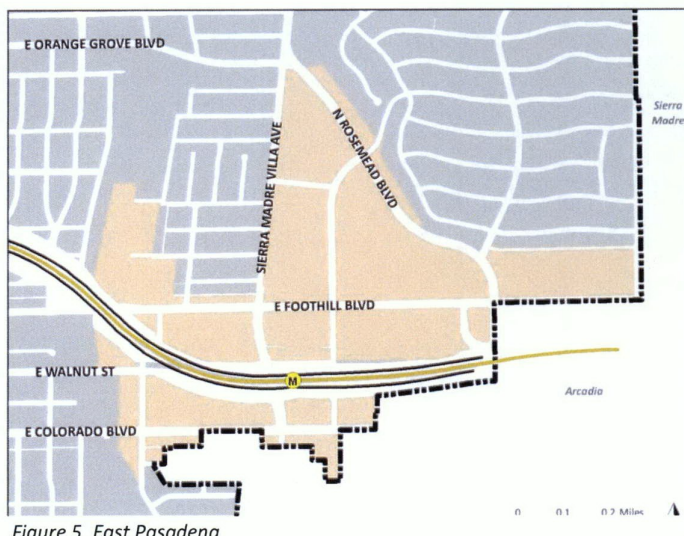 E ORANGE GROVE BLVD
Sierra
Madre
N ROSEMEAD BLVD
SIERRA MADRE VILLA AVE
E FOOTHILL BLVD
E WALNUT ST
M
Arcadia
E COLORADO BLVD
0 0.1 0.2 Miles
Figure 5. East Pasadena